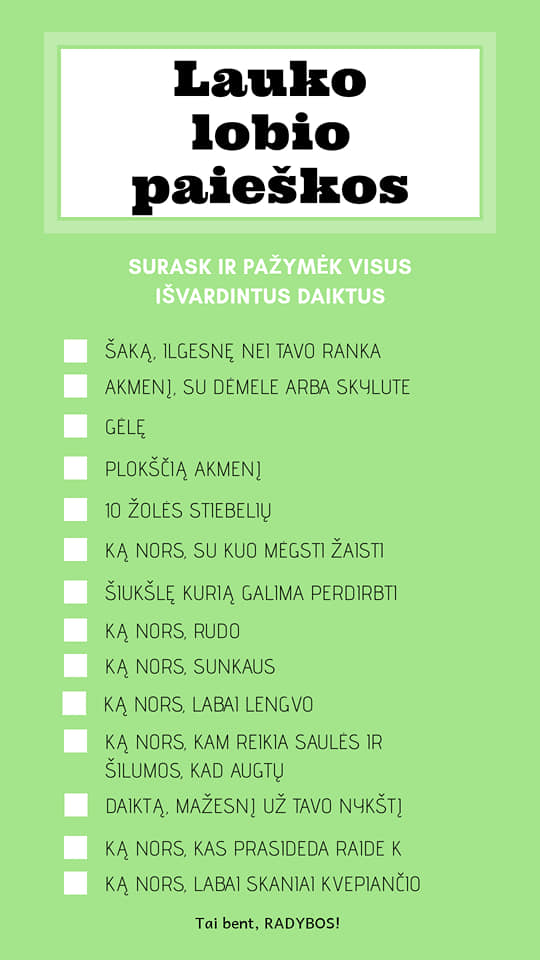 Lauko
lobio
paieškos
SURASK IR PAŽYMĖK VISUS
IŠVARDINTUS DAIKTUS
ŠAKĄ, ILGESNĘ NEI TAVO RANKA
AKMENĮ, SU DĖMELE ARBA SKYLUTE
GĖLĘ
PLOKŠČIĄ AKMENĮ
10 ŽOLĖS STIEBELIŲ
KĄ NORS, SU KUO MĖGSTI ŽAISTI
ŠIUKŠLĘ KURIĄ GALIMA PERDIRBTI
KĄ NORS, RUDO
KĄ NORS, SUNKAUS
KĄ NORS, LABAI LENGVO
KĄ NORS, KAM REIKIA SAULĖS IR
ŠILUMOS, KAD AUGTŲ
DAIKTĄ, MAŽESNĮ UŽ TAVO NYKŠTĮ
KĄ NORS, KAS PRASIDEDA RAIDE K
KĄ NORS, LABAI SKANIAI KVEPIANČIO
Tai bent, RADYBOS!